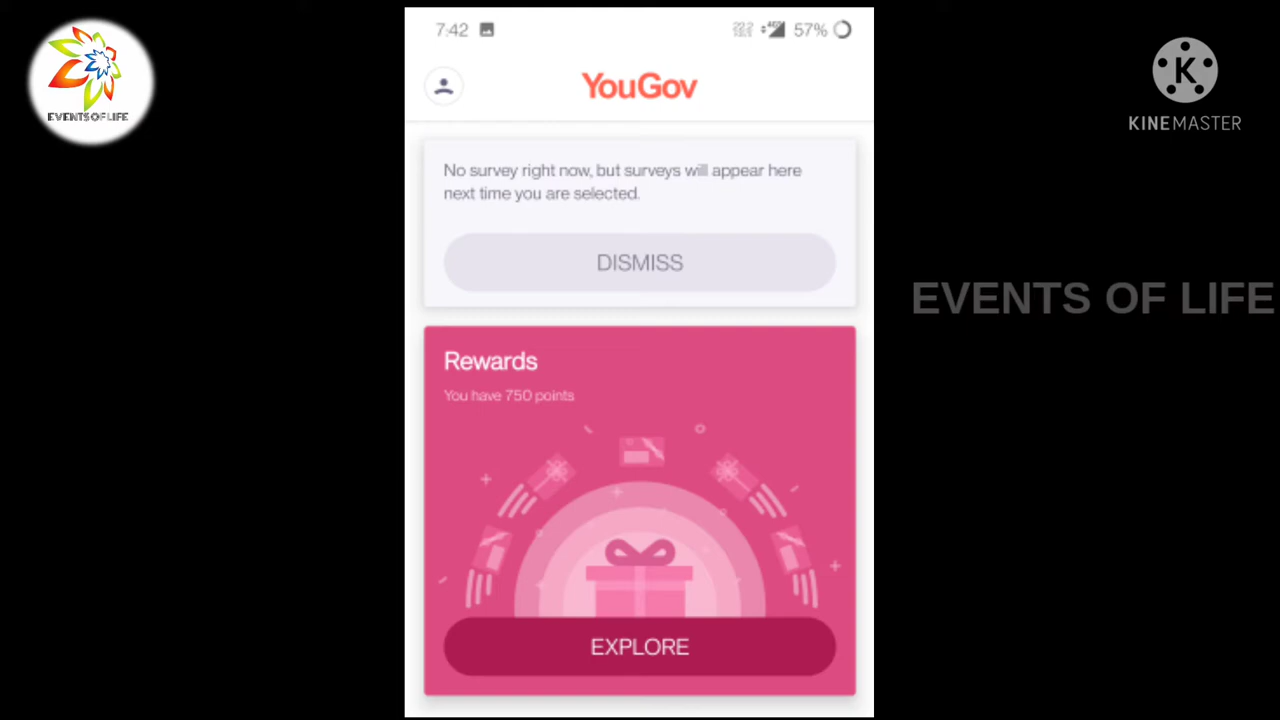 EVENTS OF LIFE
7:42
4G
57%
YouGov
KINEMASTER
No survey right now, but surveys will appear here
next time you are selected.
DISMISS
EVENTS OF LIFE
Rewards
You have 750 points
EXPLORE